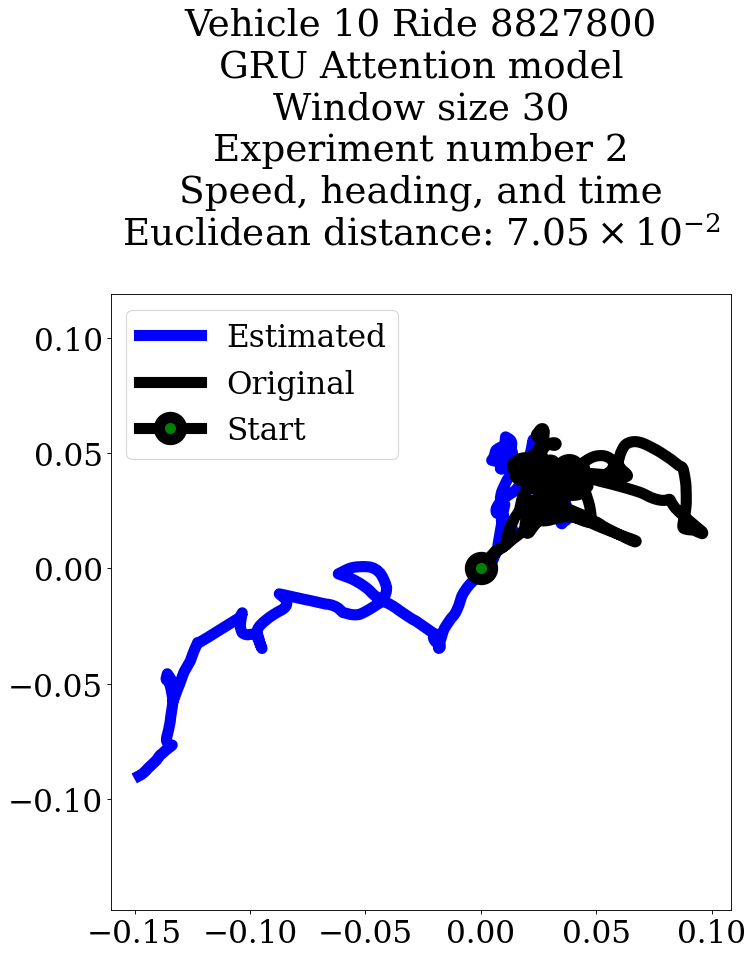 Vehicle 10 Ride 8827800
GRU Attention model
Window size 30
Experiment number 2
Speed, heading, and time
Euclidean distance: 7.05 × 10⁻²
Estimated
Original
Start
0.10
0.05
0.00
−0.05
−0.10
−0.15 −0.10 −0.05 0.00 0.05 0.10